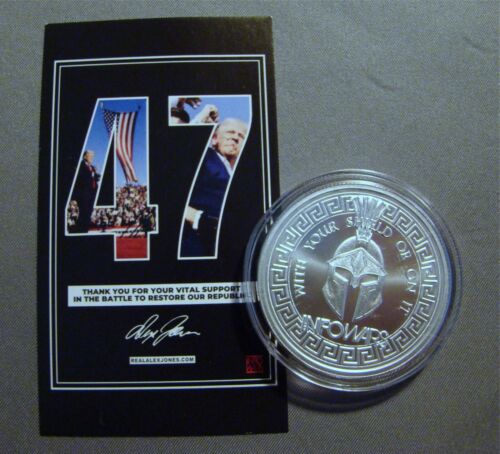 47
THANK YOU FOR YOUR VITAL SUPPORT
IN THE BATTLE TO RESTORE OUR REPUBLIC
REALALEXJONES.COM
WITH YOUR SHIELD OR ON IT
INFOWARS